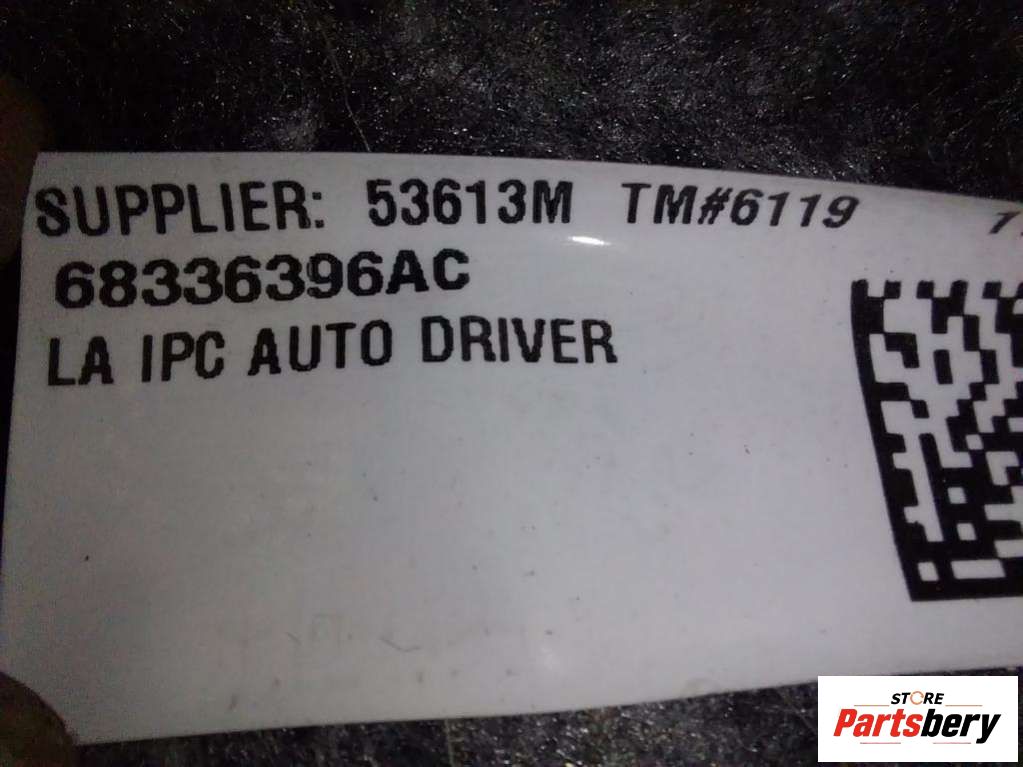 SUPPLIER: 53613M TM#6119
68336396AC
LA IPC AUTO DRIVER
STORE
Partsbery